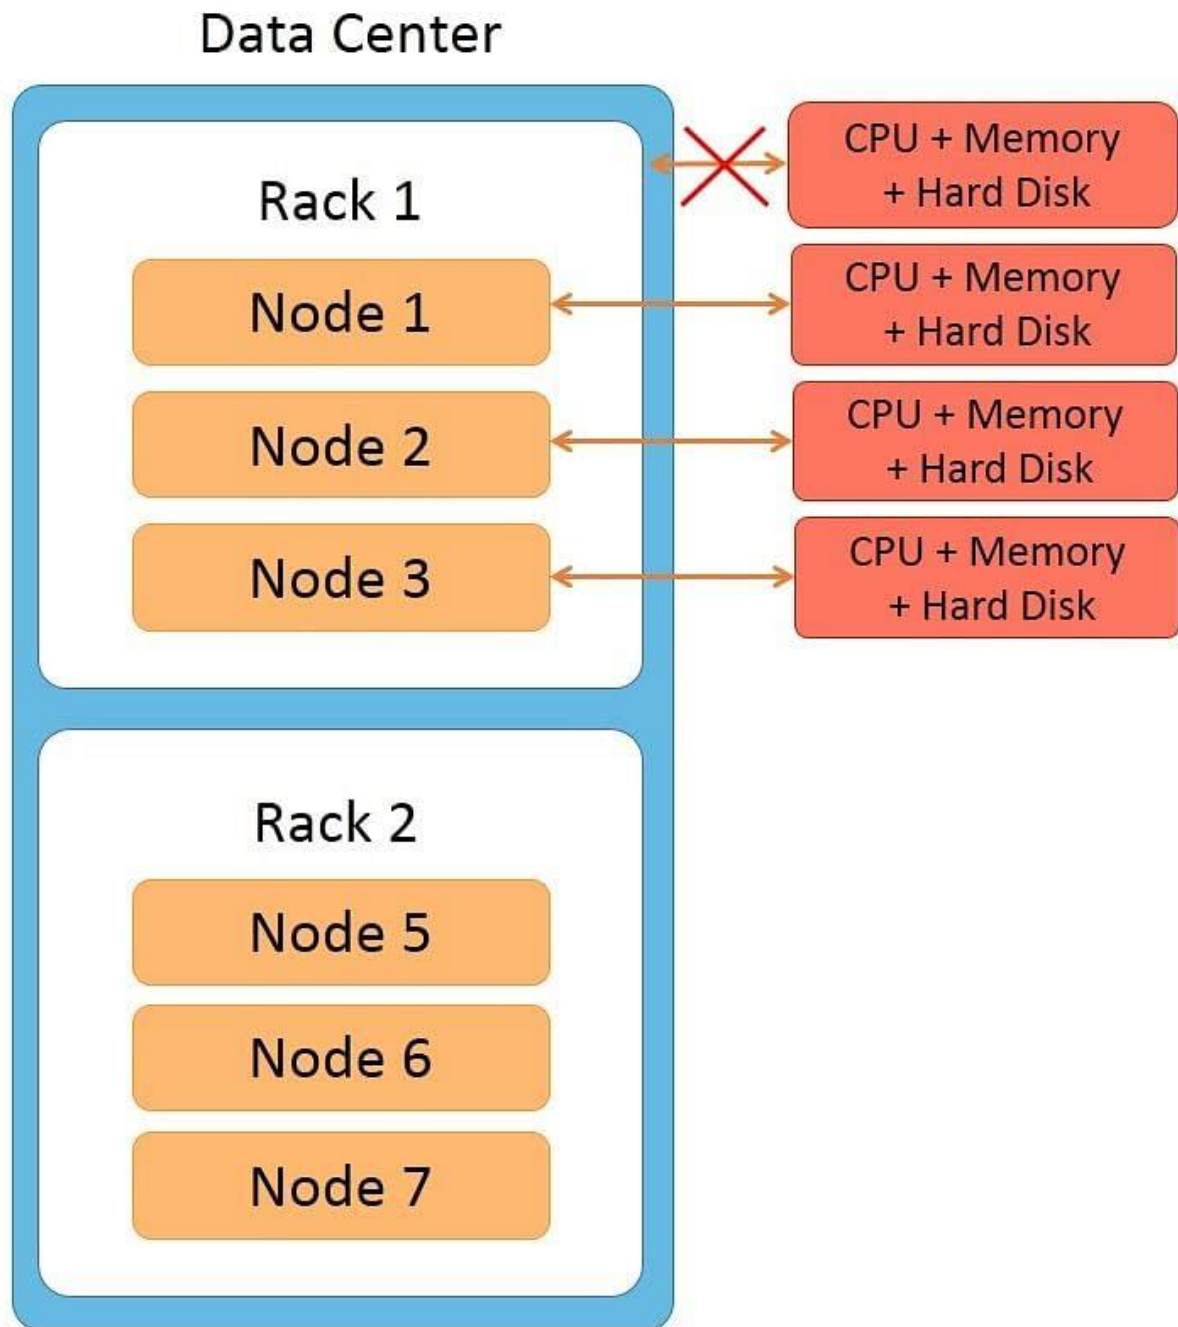 Data Center
Rack 1
Node 1
Node 2
Node 3
CPU + Memory
+ Hard Disk
CPU + Memory
+ Hard Disk
CPU + Memory
+ Hard Disk
CPU + Memory
+ Hard Disk
Rack 2
Node 5
Node 6
Node 7